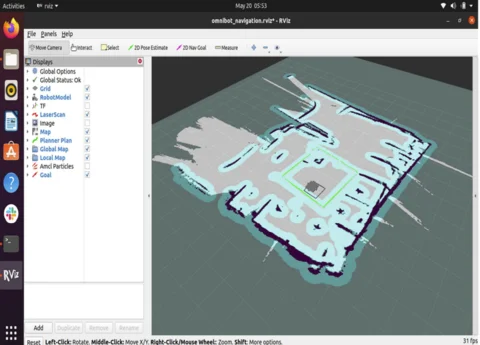 Activities
rviz
May 20 05:53
omnibot_navigation.rviz* - RViz
File Panels Help
Move Camera Interact Select 2D Pose Estimate 2D Nav Goal Measure
Displays
Global Options
Global Status: Ok
Grid
RobotModel
TF
LaserScan
Image
Map
Planner Plan
Global Map
Local Map
Amcl Particles
Goal
RViz
Add Duplicate Remove Rename
Reset Left-Click: Rotate. Middle-Click: Move X/Y. Right-Click/Mouse Wheel: Zoom. Shift: More options. 31 fps